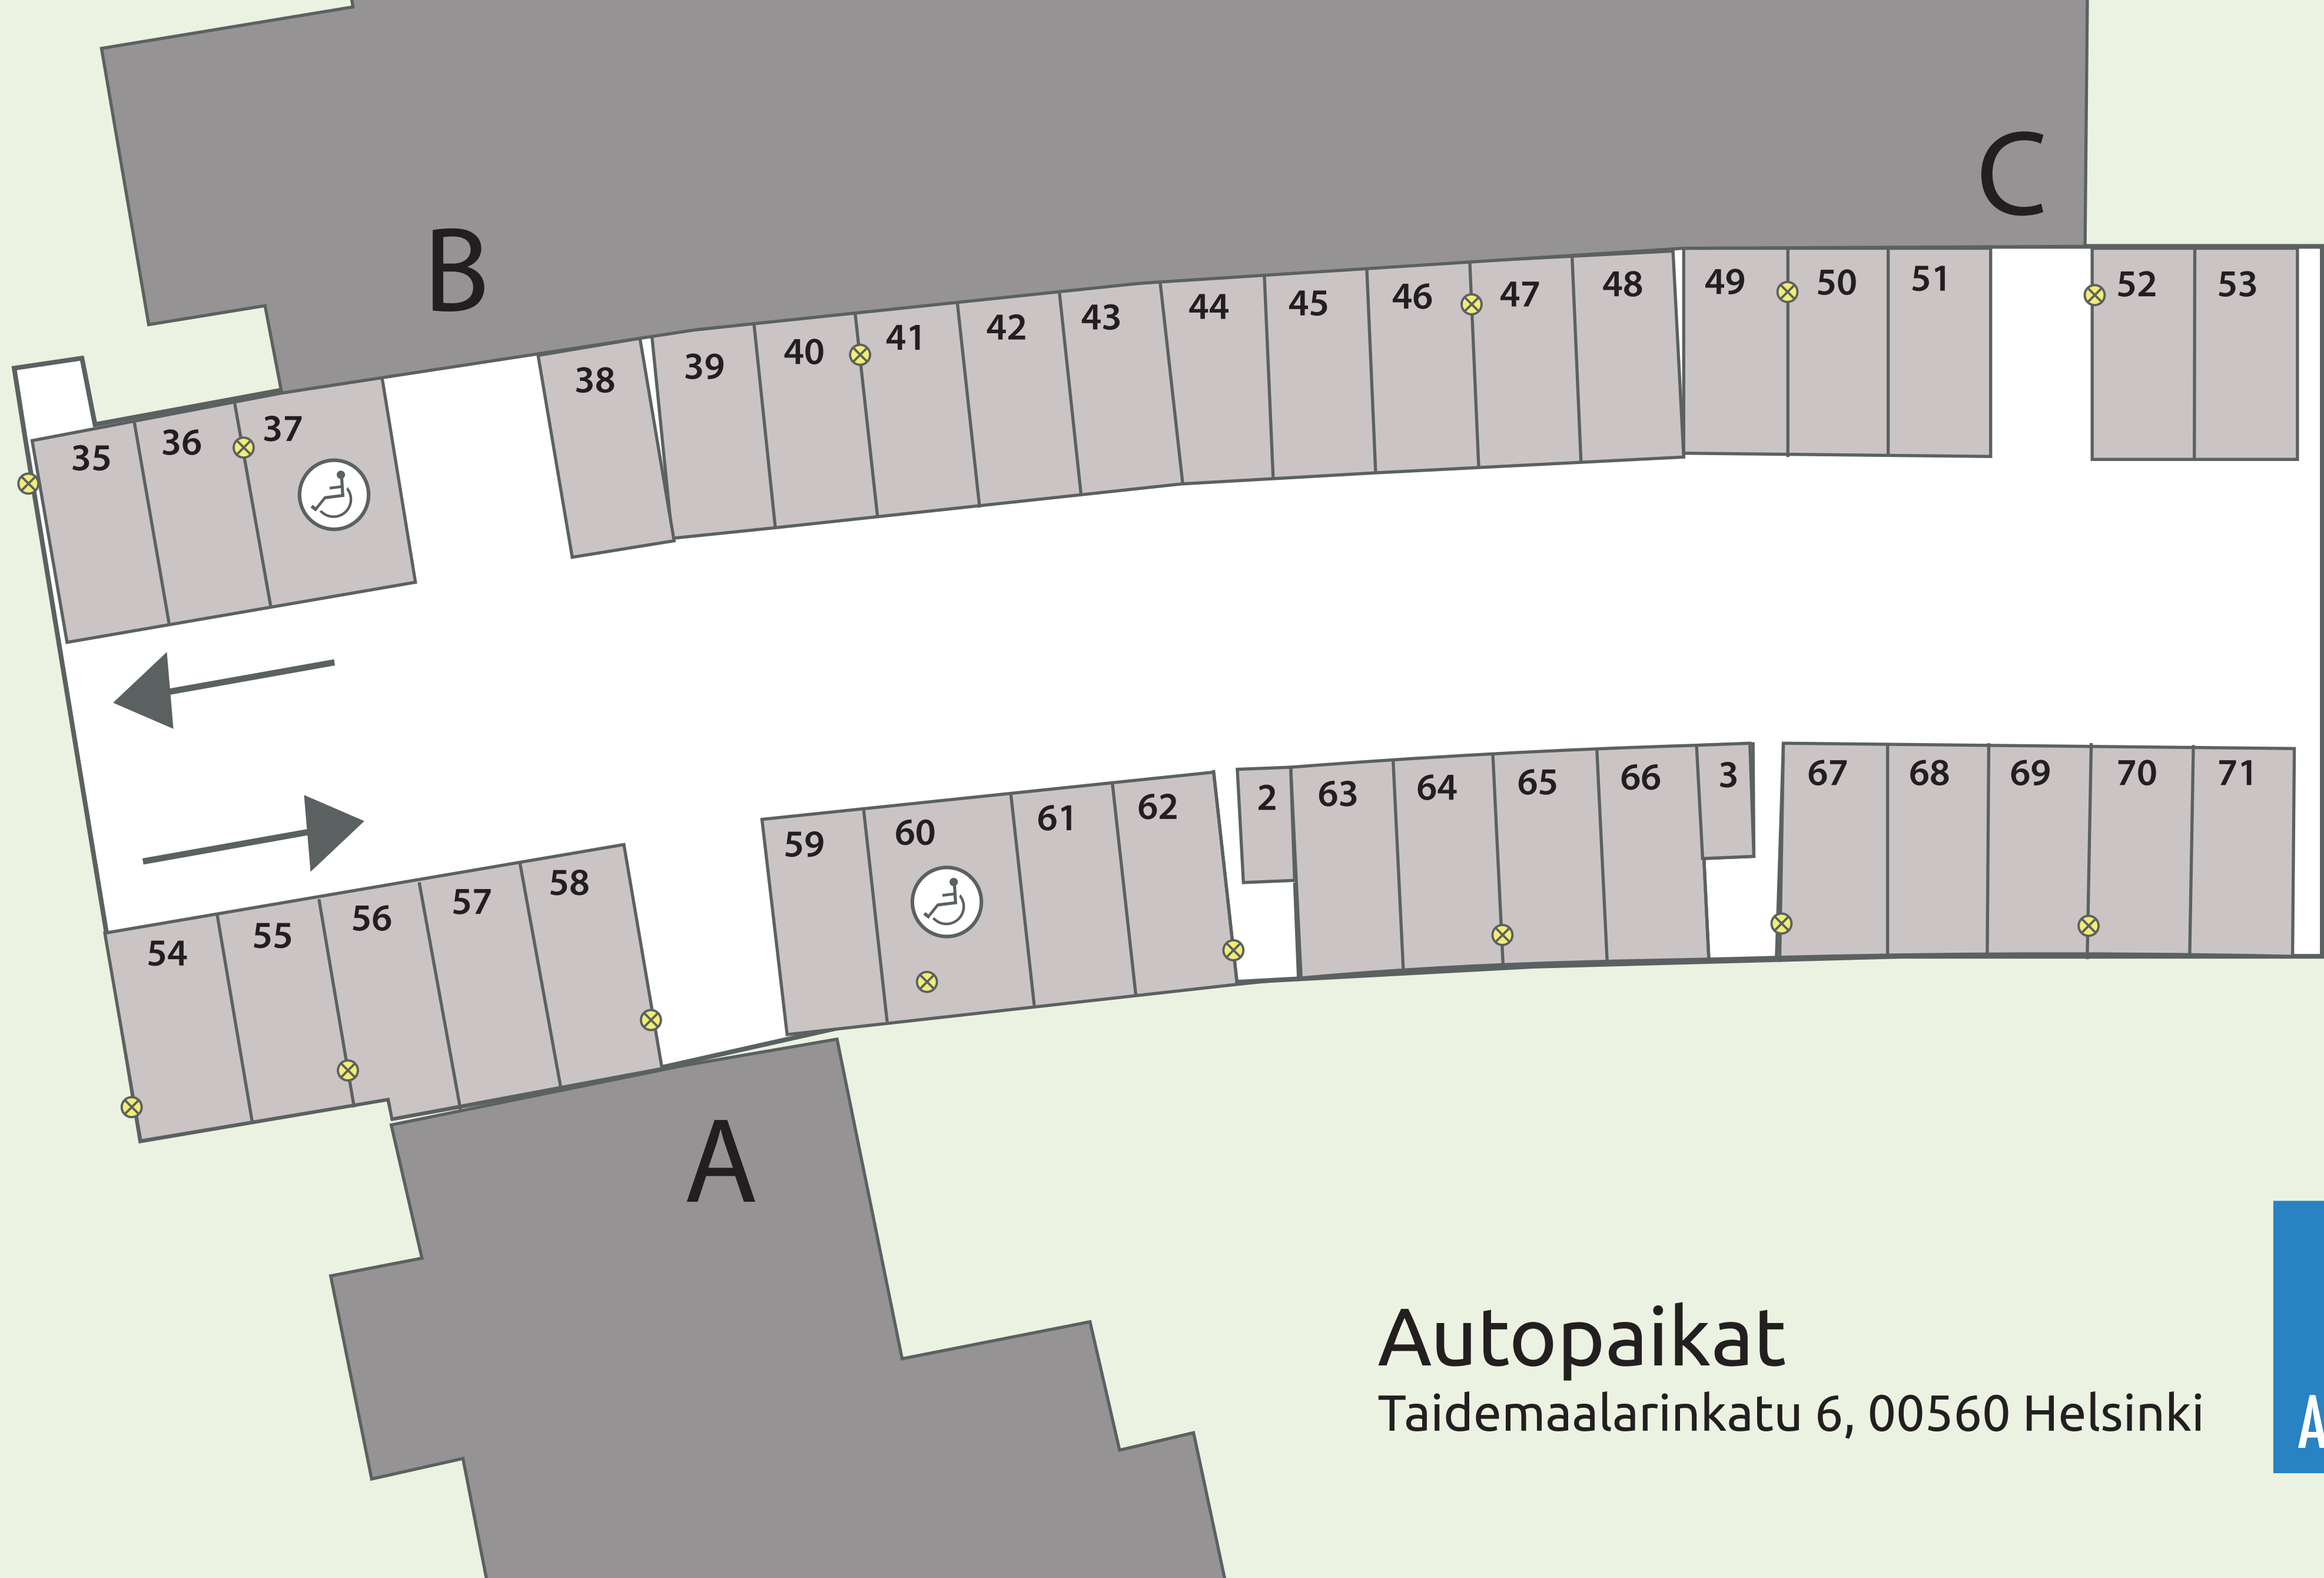 C
B
35 36 37 38 39 40 41 42 43 44 45 46 47 48 49 50 51 52 53
54 55 56 57 58 59 60 61 62 2 63 64 65 66 3 67 68 69 70 71
A
Autopaikat
Taidemaalarinkatu 6, 00560 Helsinki
A